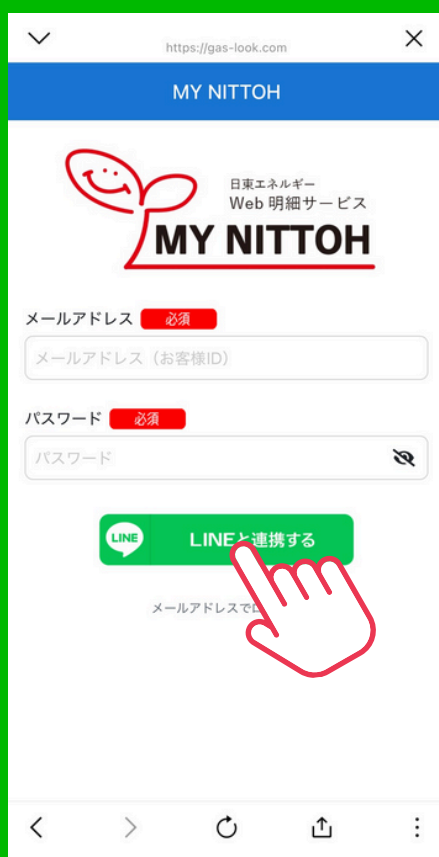 https://gas-look.com
MY NITTOH
日東エネルギー
Web 明細サービス
MY NITTOH
メールアドレス 必須
メールアドレス（お客様ID）
パスワード 必須
パスワード
LINE LINEと連携する
メールアドレスで